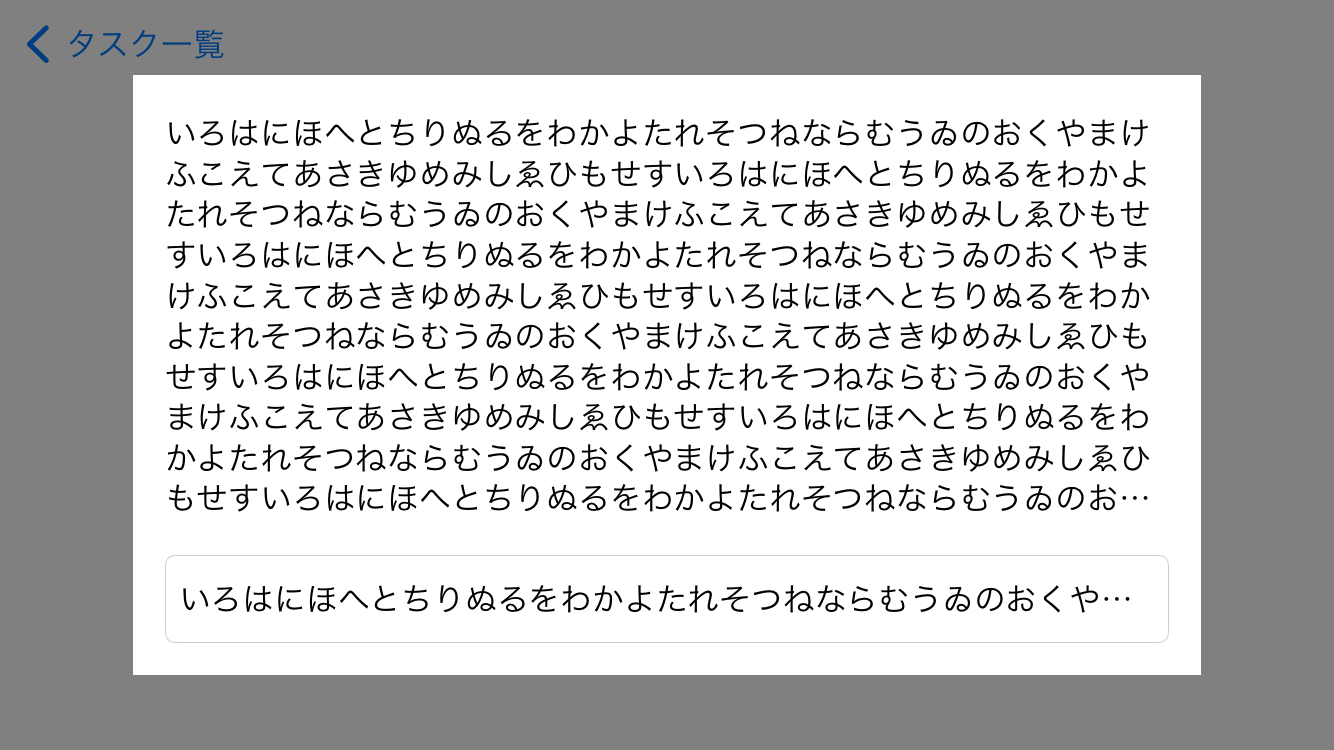 タスク一覧
いろはにほへとちりぬるをわかよたれそつねならむうゐのおくやまけ
ふこえてあさきゆめみしゑひもせすいろはにほへとちりぬるをわかよ
たれそつねならむうゐのおくやまけふこえてあさきゆめみしゑひもせ
すいろはにほへとちりぬるをわかよたれそつねならむうゐのおくやま
けふこえてあさきゆめみしゑひもせすいろはにほへとちりぬるをわか
よたれそつねならむうゐのおくやまけふこえてあさきゆめみしゑひも
せすいろはにほへとちりぬるをわかよたれそつねならむうゐのおくや
まけふこえてあさきゆめみしゑひもせすいろはにほへとちりぬるをわ
かよたれそつねならむうゐのおくやまけふこえてあさきゆめみしゑひ
もせすいろはにほへとちりぬるをわかよたれそつねならむうゐのお…
いろはにほへとちりぬるをわかよたれそつねならむうゐのおくや…